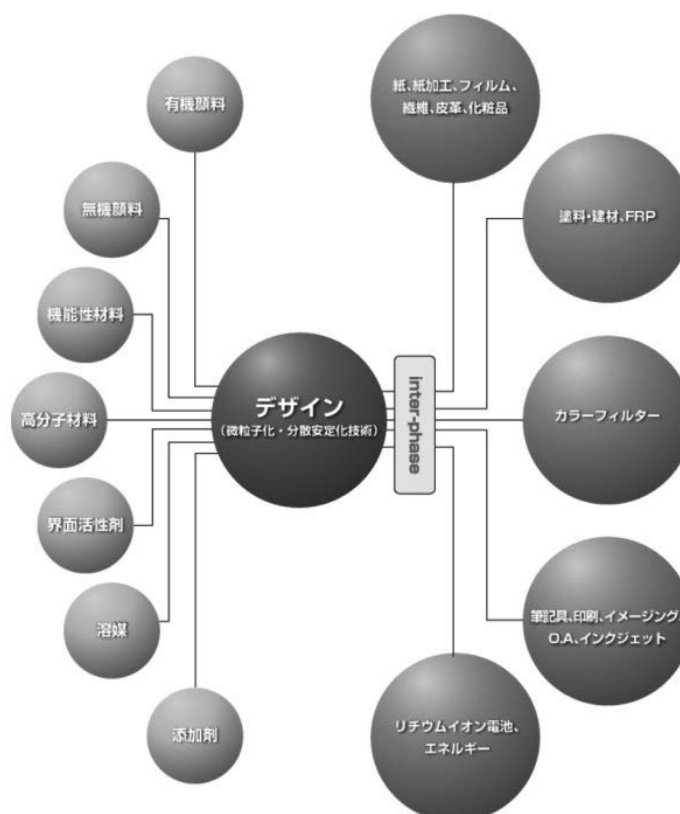 有機顔料
無機顔料
機能性材料
高分子材料
界面活性剤
溶媒
添加剤
デザイン
（微粒子化・分散安定化技術）
inter-phase
紙、紙加工、フィルム、
繊維、皮革、化粧品
塗料・建材、FRP
カラーフィルター
筆記具、印刷、イメージング、
O.A、インクジェット
リチウムイオン電池、
エネルギー